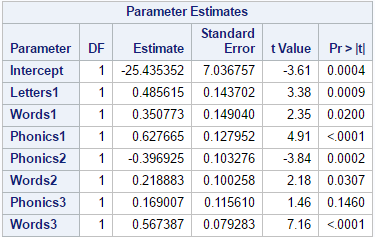 Parameter Estimates
Parameter DF Estimate Standard Error t Value Pr > |t|
Intercept 1 -25.435352 7.036757 -3.61 0.0004
Letters1 1 0.485615 0.143702 3.38 0.0009
Words1 1 0.350773 0.149040 2.35 0.0200
Phonics1 1 0.627665 0.127952 4.91 <.0001
Phonics2 1 -0.396925 0.103276 -3.84 0.0002
Words2 1 0.218883 0.100258 2.18 0.0307
Phonics3 1 0.169007 0.115610 1.46 0.1460
Words3 1 0.567387 0.079283 7.16 <.0001